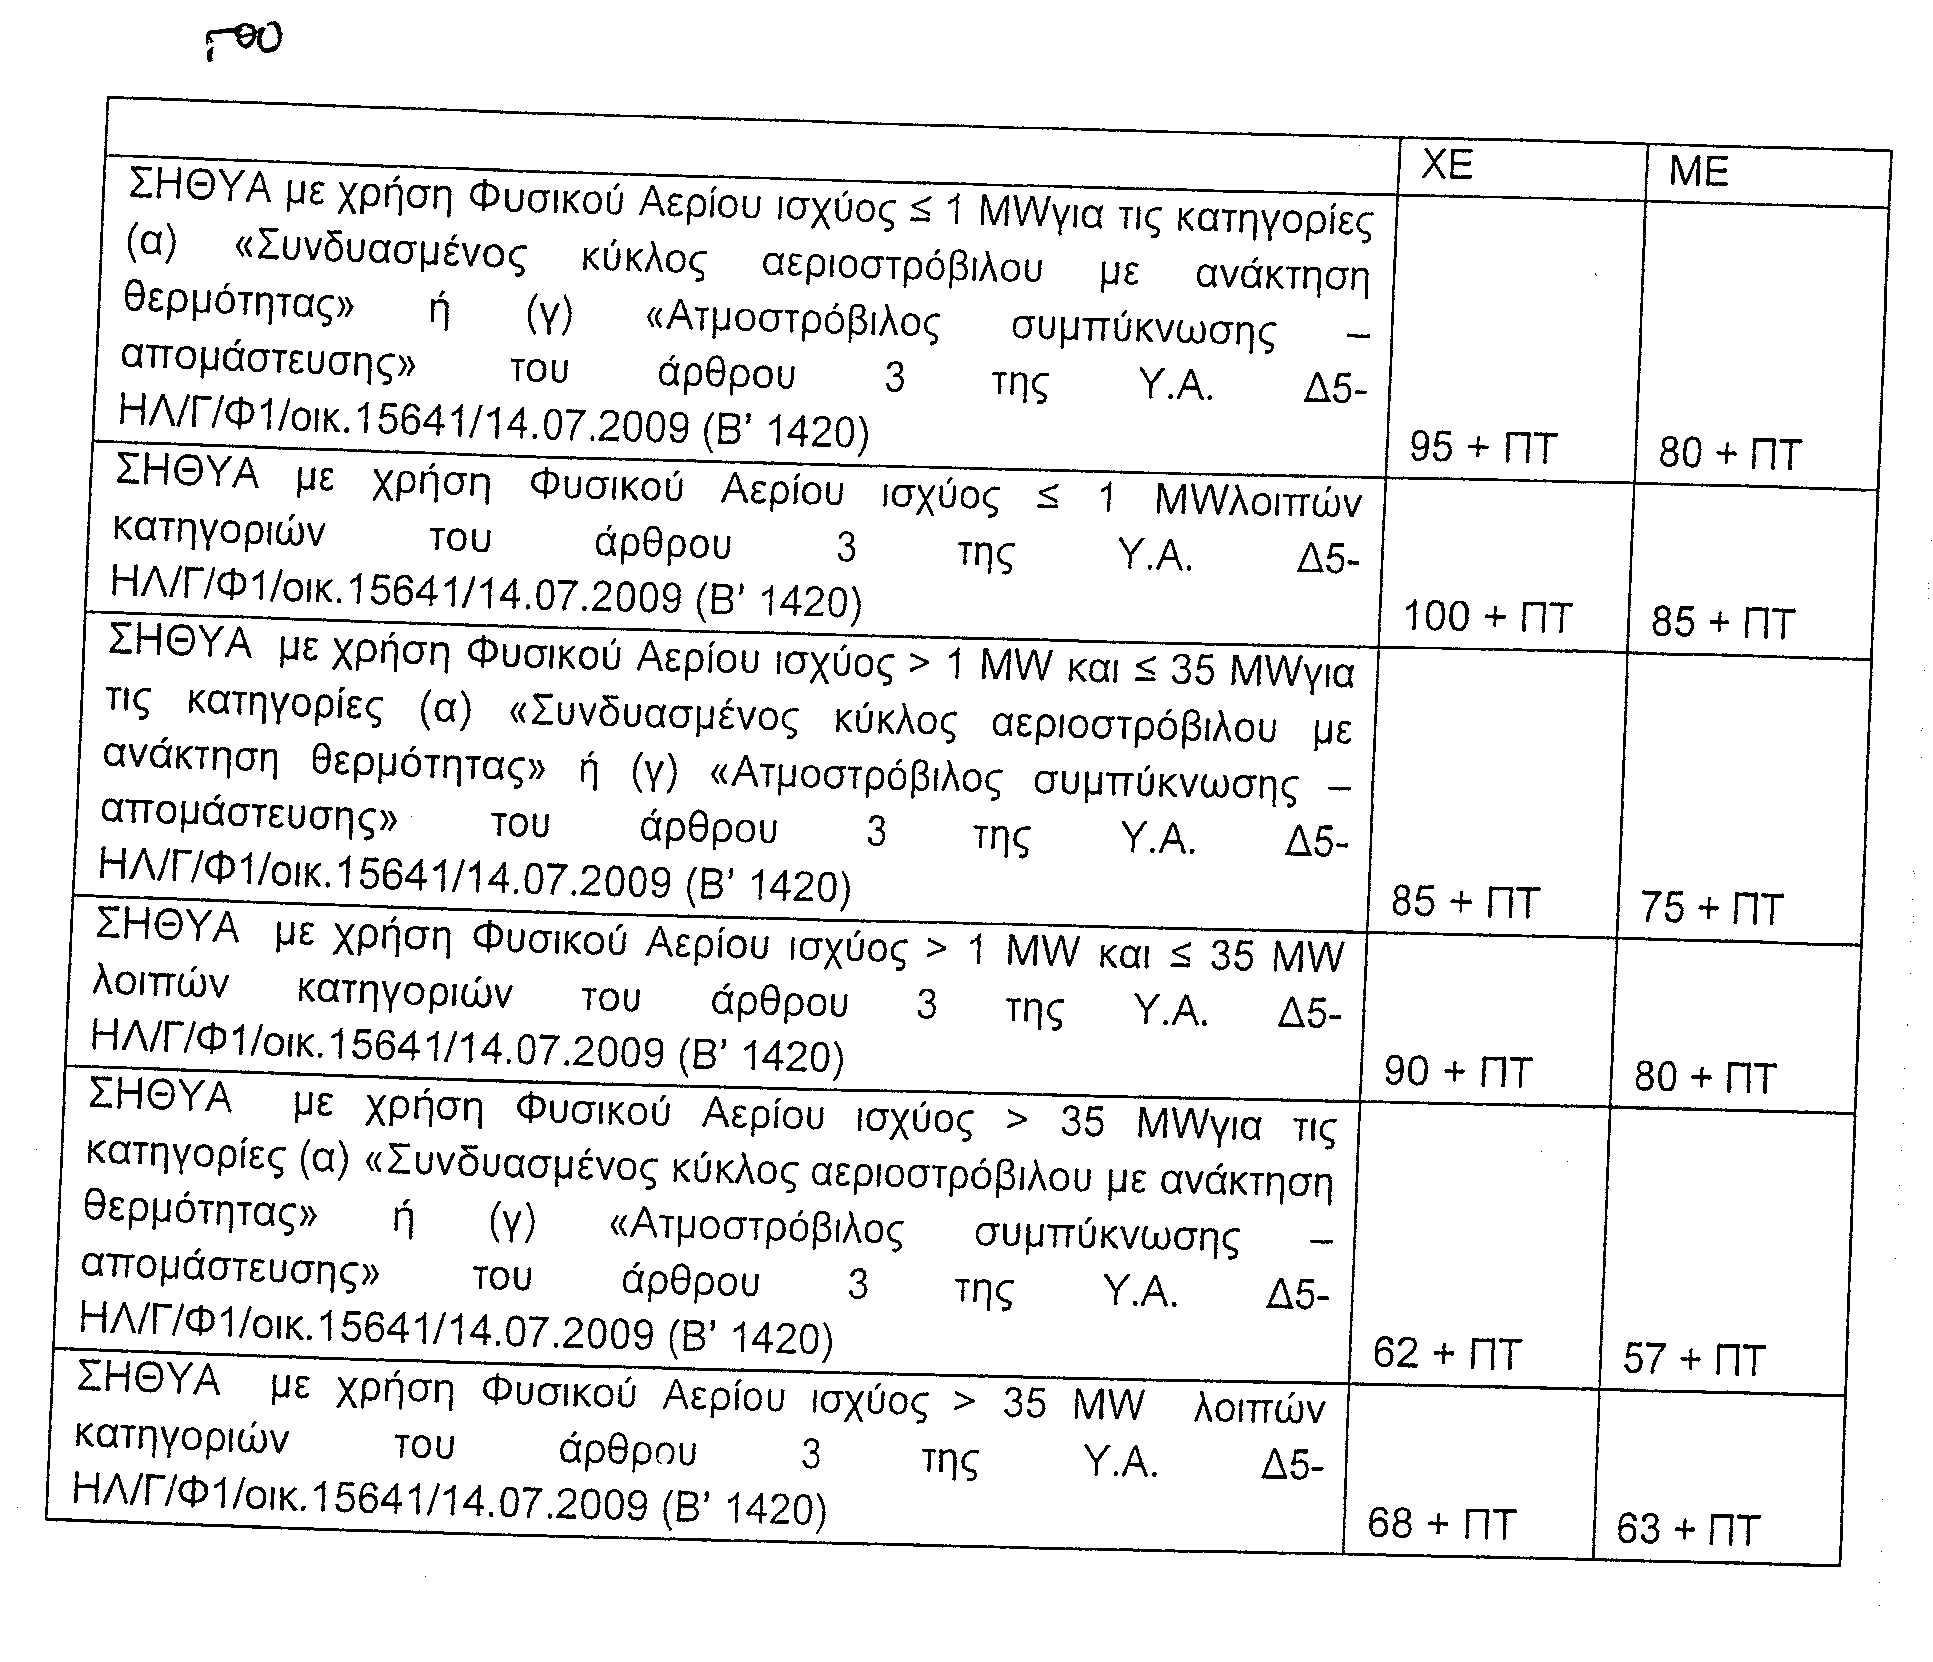 ΧΕ ΜΕ
ΣΗΘΥΑ με χρήση Φυσικού Αερίου ισχύος ≤ 1 MWγια τις κατηγορίες
(α) «Συνδυασμένος κύκλος αεριοστρόβιλου με ανάκτηση
θερμότητας» ή (γ) «Ατμοστρόβιλος συμπύκνωσης –
απομάστευσης» του άρθρου 3 της Υ.Α. Δ5-
ΗΛ/Γ/Φ1/οικ.15641/14.07.2009 (Β’ 1420) 95 + ΠΤ 80 + ΠΤ
ΣΗΘΥΑ με χρήση Φυσικού Αερίου ισχύος ≤ 1 MWλοιπών
κατηγοριών του άρθρου 3 της Υ.Α. Δ5-
ΗΛ/Γ/Φ1/οικ.15641/14.07.2009 (Β’ 1420) 100 + ΠΤ 85 + ΠΤ
ΣΗΘΥΑ με χρήση Φυσικού Αερίου ισχύος > 1 MW και ≤ 35 MWγια
τις κατηγορίες (α) «Συνδυασμένος κύκλος αεριοστρόβιλου με
ανάκτηση θερμότητας» ή (γ) «Ατμοστρόβιλος συμπύκνωσης –
απομάστευσης» του άρθρου 3 της Υ.Α. Δ5-
ΗΛ/Γ/Φ1/οικ.15641/14.07.2009 (Β’ 1420) 85 + ΠΤ 75 + ΠΤ
ΣΗΘΥΑ με χρήση Φυσικού Αερίου ισχύος > 1 MW και ≤ 35 MW
λοιπών κατηγοριών του άρθρου 3 της Υ.Α. Δ5-
ΗΛ/Γ/Φ1/οικ.15641/14.07.2009 (Β’ 1420) 90 + ΠΤ 80 + ΠΤ
ΣΗΘΥΑ με χρήση Φυσικού Αερίου ισχύος > 35 MWγια τις
κατηγορίες (α) «Συνδυασμένος κύκλος αεριοστρόβιλου με ανάκτηση
θερμότητας» ή (γ) «Ατμοστρόβιλος συμπύκνωσης –
απομάστευσης» του άρθρου 3 της Υ.Α. Δ5-
ΗΛ/Γ/Φ1/οικ.15641/14.07.2009 (Β’ 1420) 62 + ΠΤ 57 + ΠΤ
ΣΗΘΥΑ με χρήση Φυσικού Αερίου ισχύος > 35 MW λοιπών
κατηγοριών του άρθρου 3 της Υ.Α. Δ5-
ΗΛ/Γ/Φ1/οικ.15641/14.07.2009 (Β’ 1420) 68 + ΠΤ 63 + ΠΤ